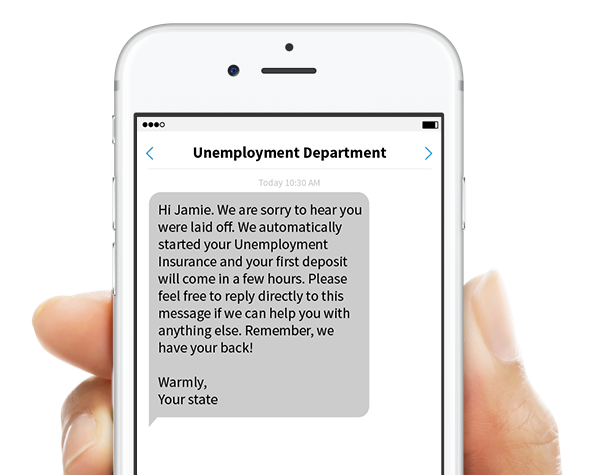 Unemployment Department
Today 10:30 AM
Hi Jamie. We are sorry to hear you
were laid off. We automatically
started your Unemployment
Insurance and your first deposit
will come in a few hours. Please
feel free to reply directly to this
message if we can help you with
anything else. Remember, we
have your back!
Warmly,
Your state